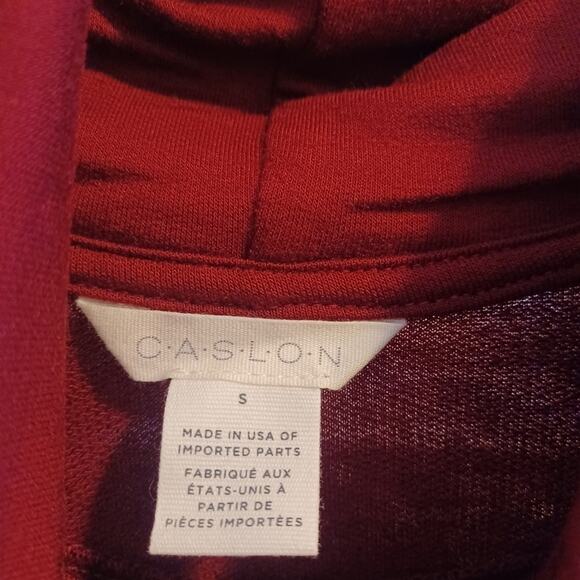 C·A·S·L·O·N
S
MADE IN USA OF
IMPORTED PARTS
FABRIQUÉ AUX
ÉTATS-UNIS À
PARTIR DE
PIÈCES IMPORTÉES